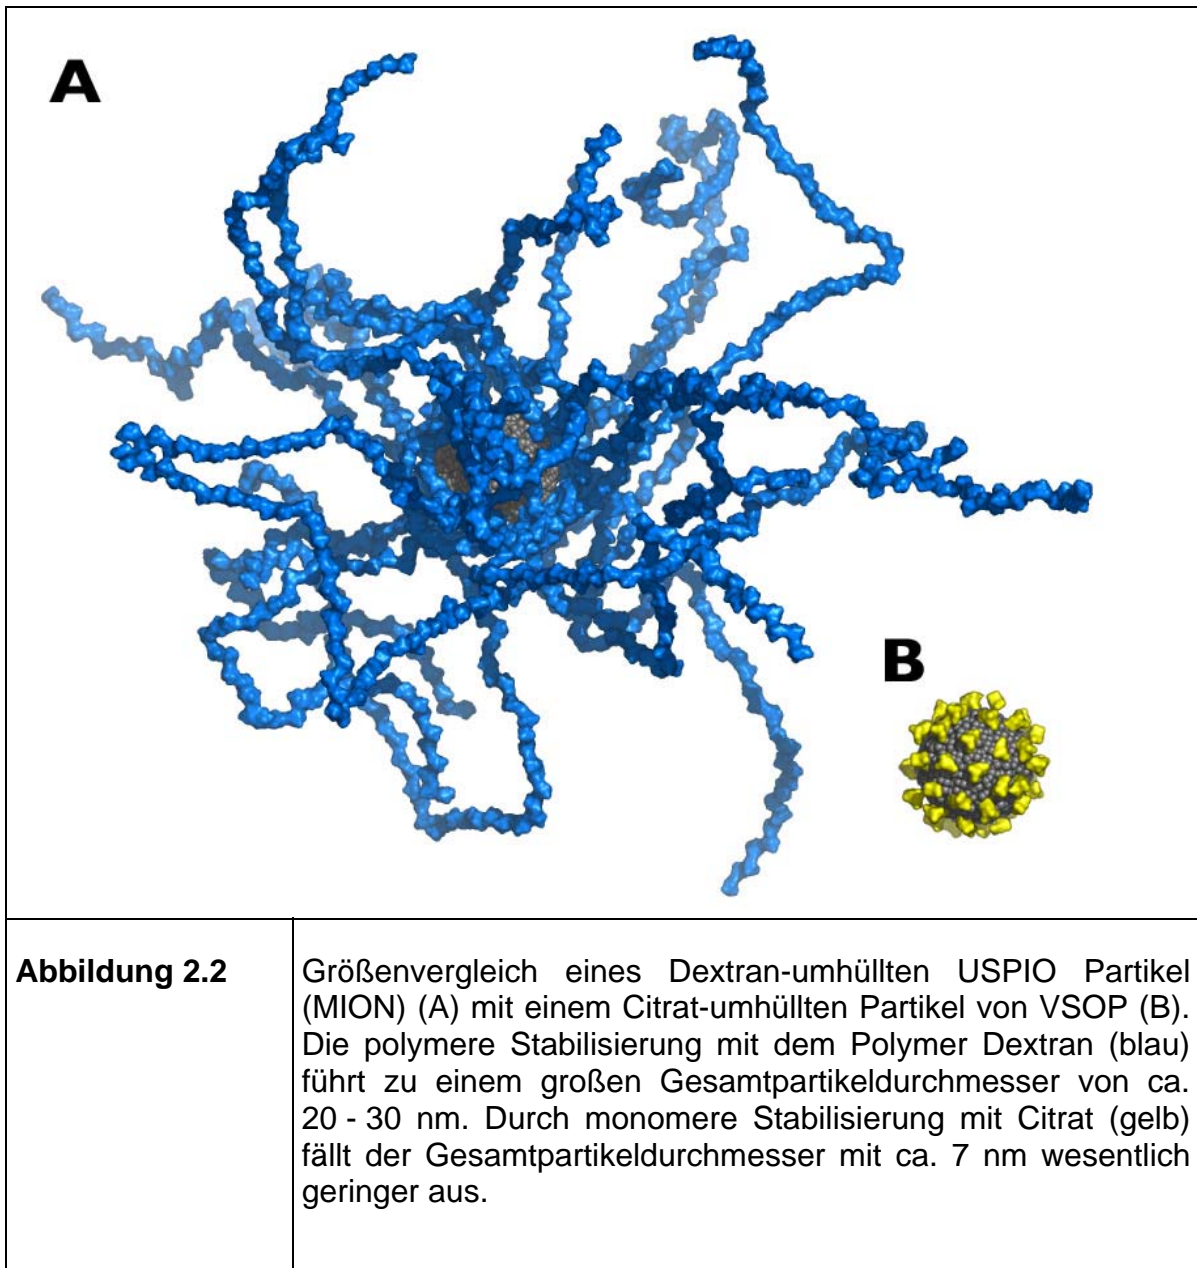 A
B
Abbildung 2.2
Größenvergleich eines Dextran-umhüllten USPIO Partikel
(MION) (A) mit einem Citrat-umhüllten Partikel von VSOP (B).
Die polymere Stabilisierung mit dem Polymer Dextran (blau)
führt zu einem großen Gesamtpartikeldurchmesser von ca.
20 - 30 nm. Durch monomere Stabilisierung mit Citrat (gelb)
fällt der Gesamtpartikeldurchmesser mit ca. 7 nm wesentlich
geringer aus.